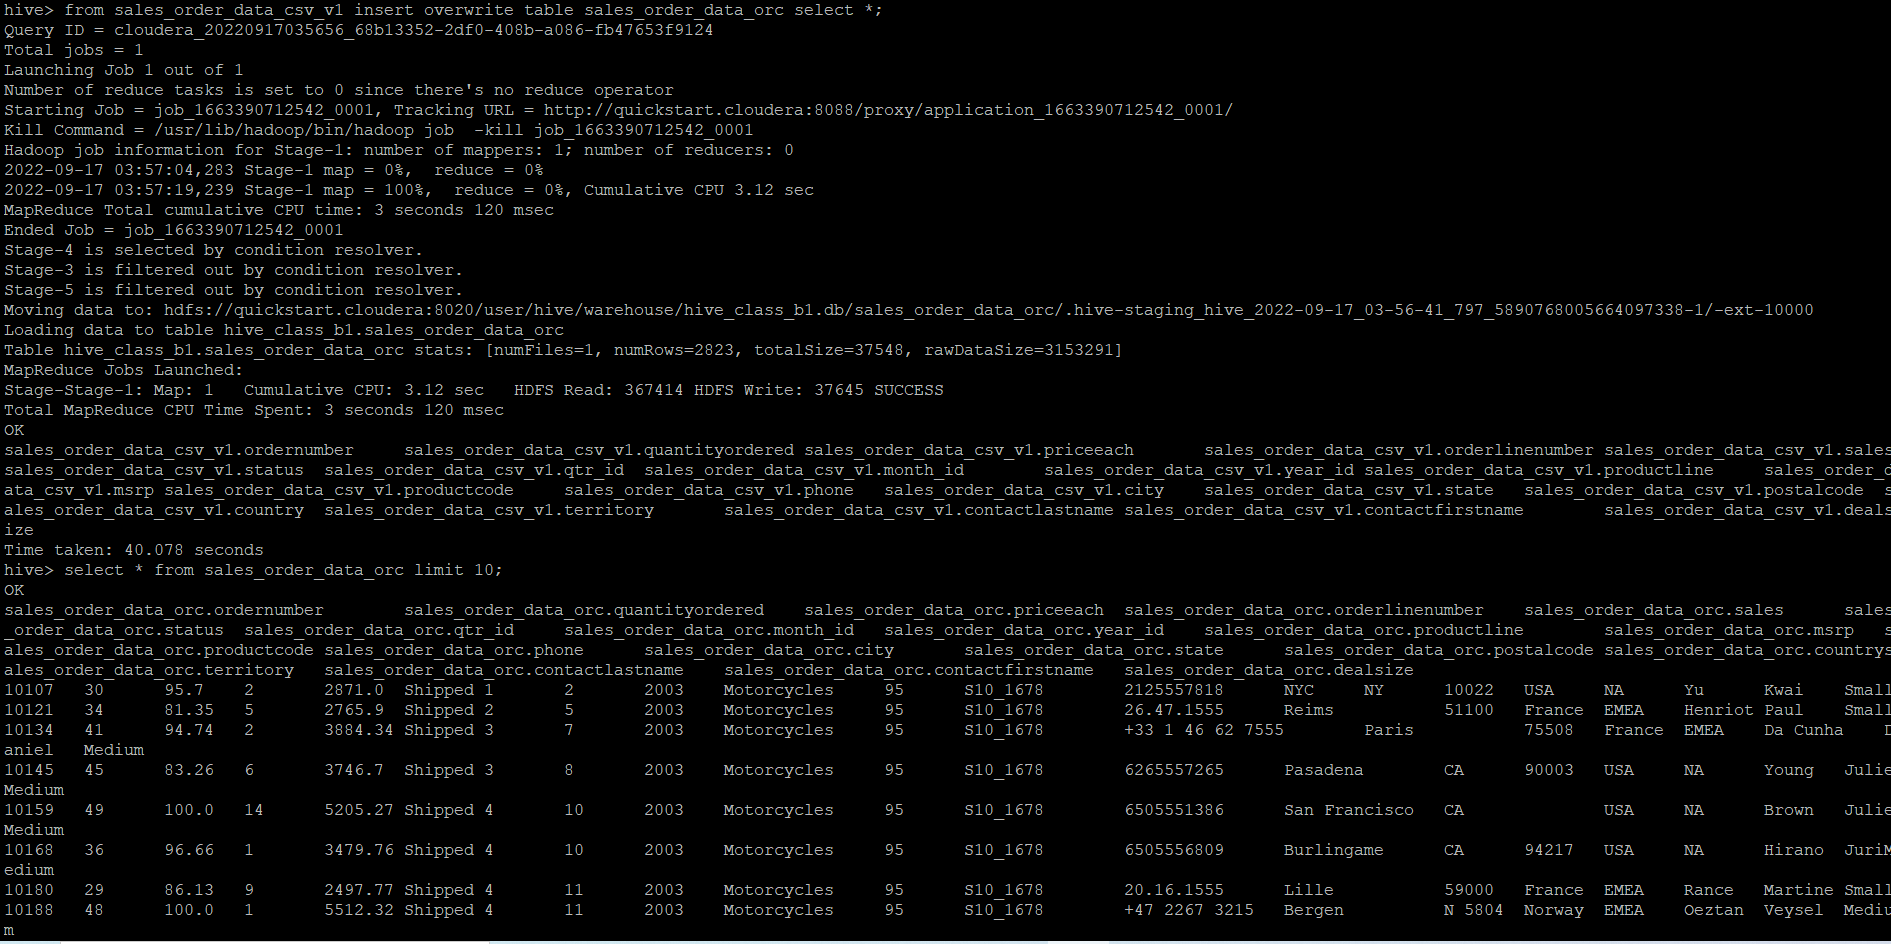 hive> from sales_order_data_csv_v1 insert overwrite table sales_order_data_orc select *;
Query ID = cloudera_20220917035656_68b13352-2df0-408b-a086-fb47653f9124
Total jobs = 1
Launching Job 1 out of 1
Number of reduce tasks is set to 0 since there's no reduce operator
Starting Job = job_1663390712542_0001, Tracking URL = http://quickstart.cloudera:8088/proxy/application_1663390712542_0001/
Kill Command = /usr/lib/hadoop/bin/hadoop job  -kill job_1663390712542_0001
Hadoop job information for Stage-1: number of mappers: 1; number of reducers: 0
2022-09-17 03:57:04,283 Stage-1 map = 0%,  reduce = 0%
2022-09-17 03:57:19,239 Stage-1 map = 100%,  reduce = 0%, Cumulative CPU 3.12 sec
MapReduce Total cumulative CPU time: 3 seconds 120 msec
Ended Job = job_1663390712542_0001
Stage-4 is selected by condition resolver.
Stage-3 is filtered out by condition resolver.
Stage-5 is filtered out by condition resolver.
Moving data to: hdfs://quickstart.cloudera:8020/user/hive/warehouse/hive_class_b1.db/sales_order_data_orc/.hive-staging_hive_2022-09-17_03-56-41_797_5890768005664097338-1/-ext-10000
Loading data to table hive_class_b1.sales_order_data_orc
Table hive_class_b1.sales_order_data_orc stats: [numFiles=1, numRows=2823, totalSize=37548, rawDataSize=3153291]
MapReduce Jobs Launched:
Stage-Stage-1: Map: 1   Cumulative CPU: 3.12 sec   HDFS Read: 367414 HDFS Write: 37645 SUCCESS
Total MapReduce CPU Time Spent: 3 seconds 120 msec
OK
sales_order_data_csv_v1.ordernumber     sales_order_data_csv_v1.quantityordered sales_order_data_csv_v1.priceeach       sales_order_data_csv_v1.orderlinenumber sales_order_data_csv_v1.sales
sales_order_data_csv_v1.status  sales_order_data_csv_v1.qtr_id  sales_order_data_csv_v1.month_id        sales_order_data_csv_v1.year_id sales_order_data_csv_v1.productline     sales_order_d
ata_csv_v1.msrp sales_order_data_csv_v1.productcode     sales_order_data_csv_v1.phone   sales_order_data_csv_v1.city    sales_order_data_csv_v1.state   sales_order_data_csv_v1.postalcode  s
ales_order_data_csv_v1.country  sales_order_data_csv_v1.territory       sales_order_data_csv_v1.contactlastname sales_order_data_csv_v1.contactfirstname        sales_order_data_csv_v1.deals
ize
Time taken: 40.078 seconds
hive> select * from sales_order_data_orc limit 10;
OK
sales_order_data_orc.ordernumber        sales_order_data_orc.quantityordered    sales_order_data_orc.priceeach  sales_order_data_orc.orderlinenumber    sales_order_data_orc.sales      sales
_order_data_orc.status  sales_order_data_orc.qtr_id     sales_order_data_orc.month_id   sales_order_data_orc.year_id    sales_order_data_orc.productline        sales_order_data_orc.msrp   s
ales_order_data_orc.productcode sales_order_data_orc.phone      sales_order_data_orc.city       sales_order_data_orc.state      sales_order_data_orc.postalcode sales_order_data_orc.countrys
ales_order_data_orc.territory   sales_order_data_orc.contactlastname    sales_order_data_orc.contactfirstname   sales_order_data_orc.dealsize
10107   30      95.7    2       2871.0  Shipped 1       2       2003    Motorcycles     95      S10_1678        2125557818      NYC     NY      10022   USA     NA      Yu      Kwai    Small
10121   34      81.35   5       2765.9  Shipped 2       5       2003    Motorcycles     95      S10_1678        26.47.1555      Reims           51100   France  EMEA    Henriot Paul    Small
10134   41      94.74   2       3884.34 Shipped 3       7       2003    Motorcycles     95      S10_1678        +33 1 46 62 7555        Paris           75508   France  EMEA    Da Cunha    D
aniel   Medium
10145   45      83.26   6       3746.7  Shipped 3       8       2003    Motorcycles     95      S10_1678        6265557265      Pasadena        CA      90003   USA     NA      Young   Julie
Medium
10159   49      100.0   14      5205.27 Shipped 4       10      2003    Motorcycles     95      S10_1678        6505551386      San Francisco   CA              USA     NA      Brown   Julie
Medium
10168   36      96.66   1       3479.76 Shipped 4       10      2003    Motorcycles     95      S10_1678        6505556809      Burlingame      CA      94217   USA     NA      Hirano  JuriM
edium
10180   29      86.13   9       2497.77 Shipped 4       11      2003    Motorcycles     95      S10_1678        20.16.1555      Lille           59000   France  EMEA    Rance   Martine Small
10188   48      100.0   1       5512.32 Shipped 4       11      2003    Motorcycles     95      S10_1678        +47 2267 3215   Bergen          N 5804  Norway  EMEA    Oeztan  Veysel  Mediu
m